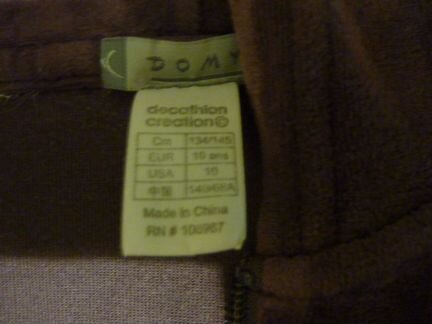 DOMY
decathlon
creation©
Cm 134/145
EUR 10 ans
USA 10
中国 140/68A
Made in China
RN # 108967